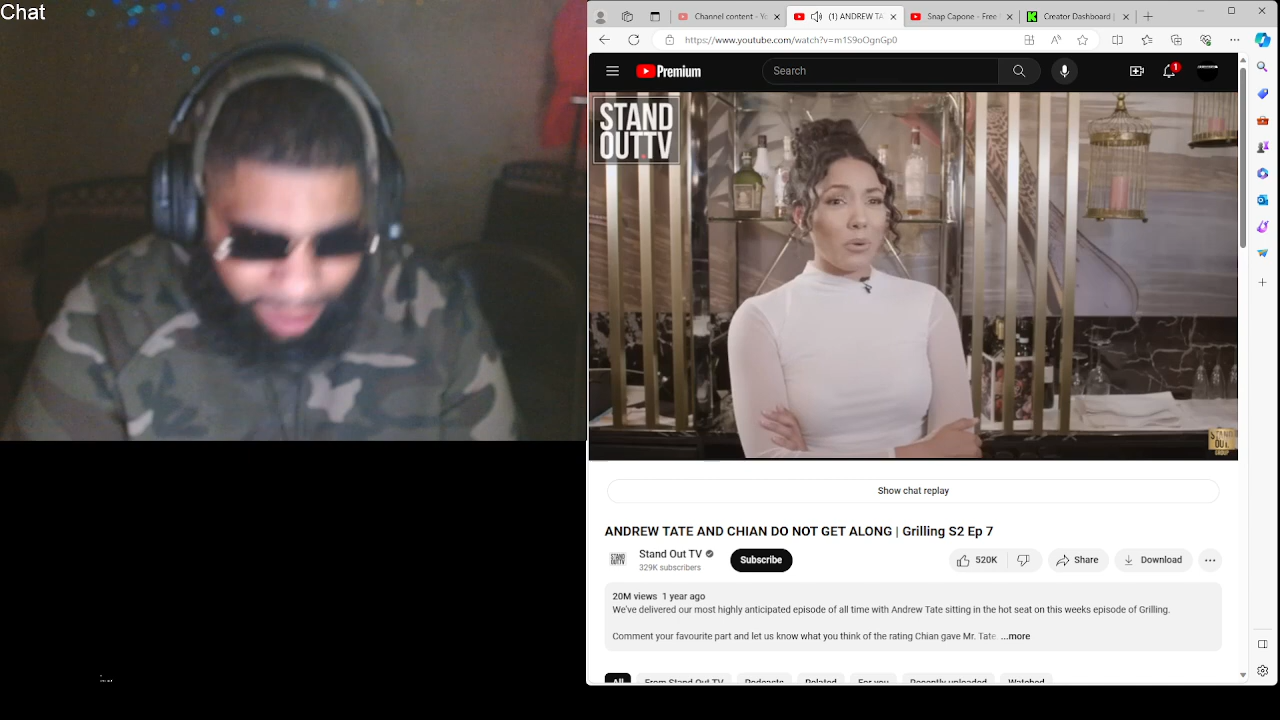 Chat
Channel content - Yo
(1) ANDREW TA
Snap Capone - Free
Creator Dashboard
https://www.youtube.com/watch?v=m1S9oOgnGp0
Premium
Search
1
STAND
OUTTV
STAND
OUT
GROUP
Show chat replay
ANDREW TATE AND CHIAN DO NOT GET ALONG | Grilling S2 Ep 7
Stand Out TV
329K subscribers
Subscribe
520K
Share
Download
20M views 1 year ago
We've delivered our most highly anticipated episode of all time with Andrew Tate sitting in the hot seat on this weeks episode of Grilling.
Comment your favourite part and let us know what you think of the rating Chian gave Mr. Tate. ...more
All
From Stand Out TV
Podcasts
Related
For you
Recently uploaded
Watched